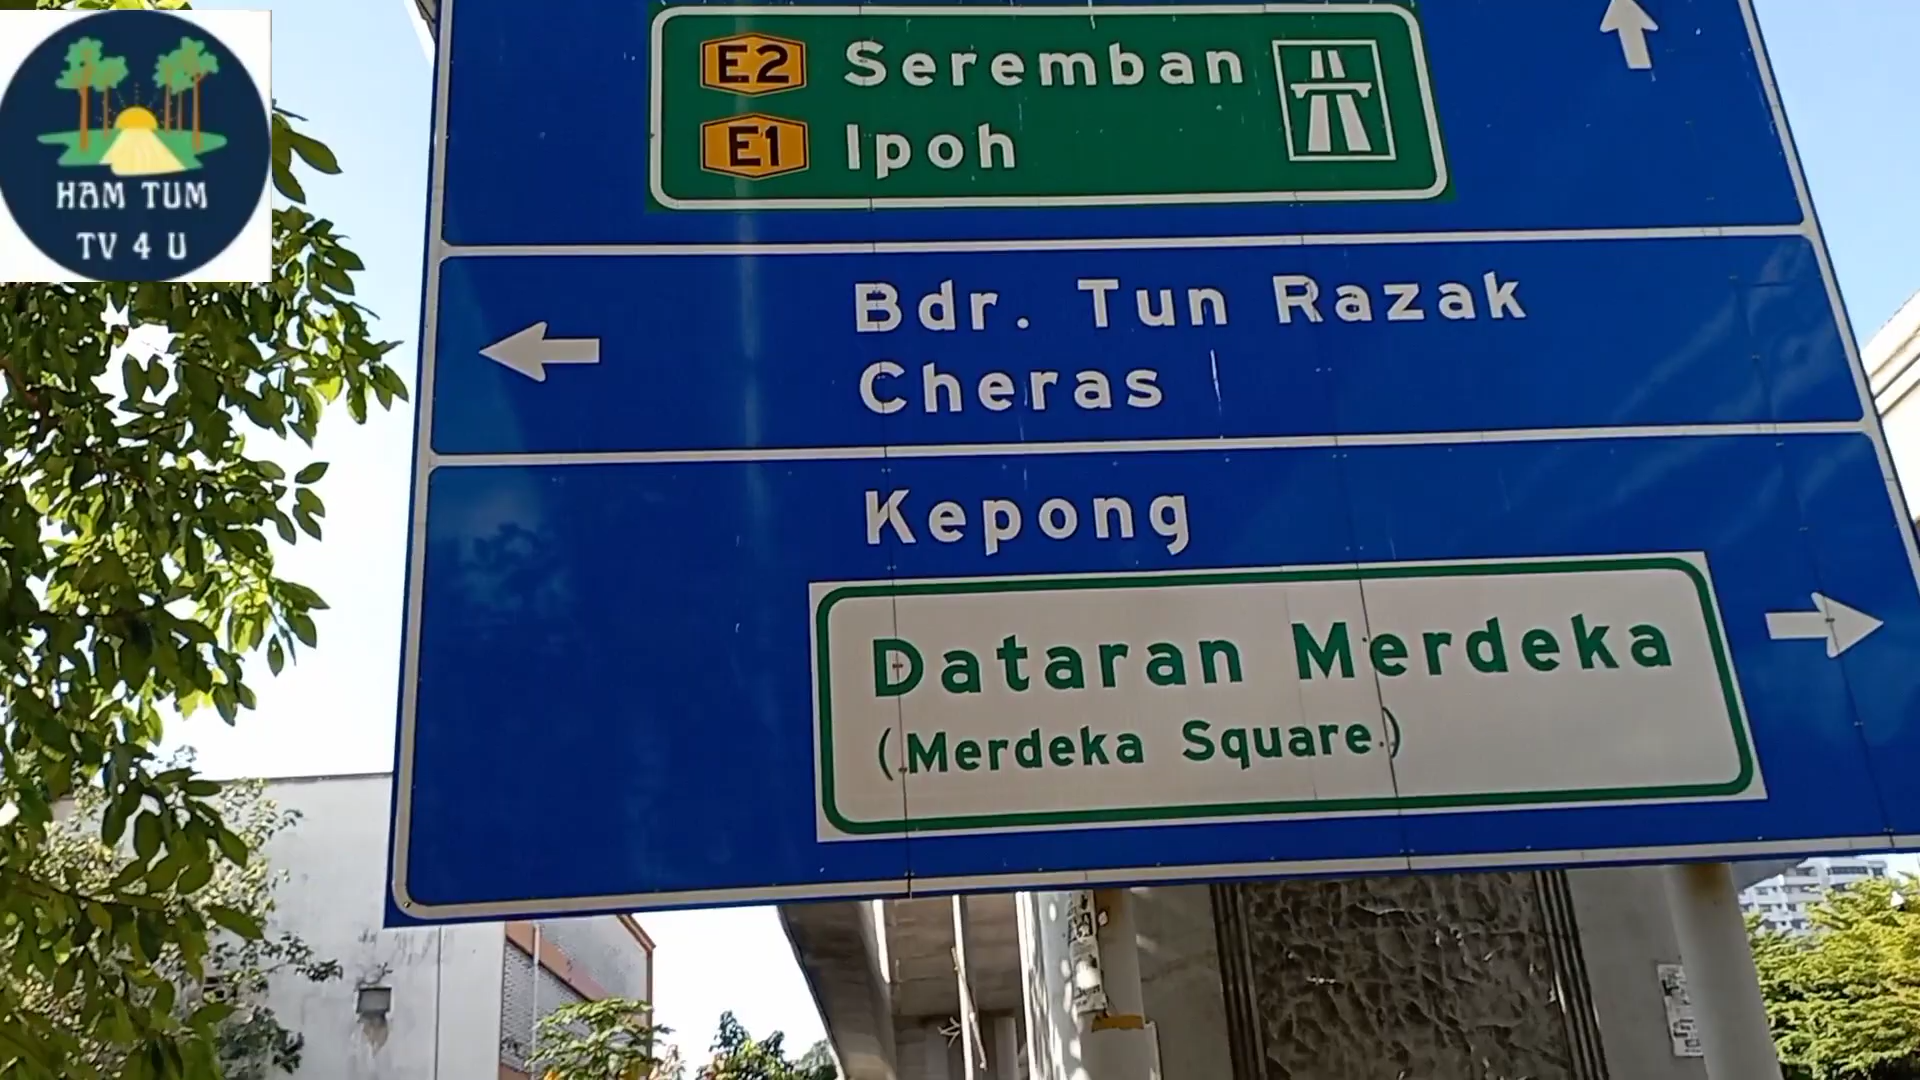 HAM TUM
TV 4 U
E2 Seremban
E1 Ipoh
Bdr. Tun Razak
Cheras
Kepong
Dataran Merdeka
(Merdeka Square)